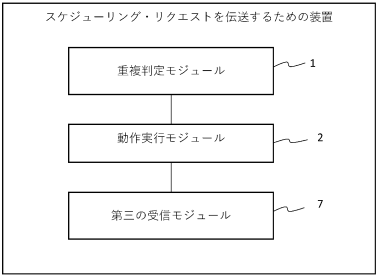 スケジューリング・リクエストを伝送するための装置
重複判定モジュール
1
動作実行モジュール
2
第三の受信モジュール
7